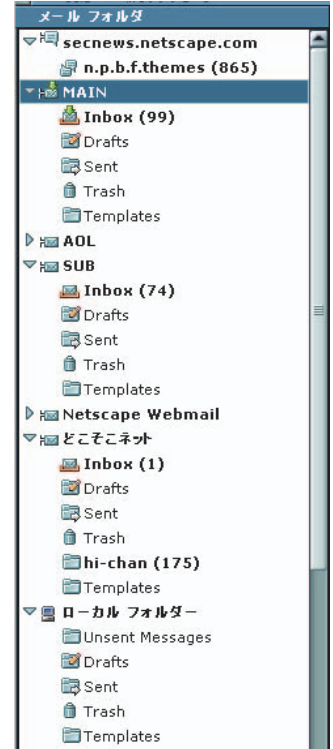 メール フォルダ
secnews.netscape.com
n.p.b.f.themes (865)
MAIN
Inbox (99)
Drafts
Sent
Trash
Templates
AOL
SUB
Inbox (74)
Drafts
Sent
Trash
Templates
Netscape Webmail
どこそこネット
Inbox (1)
Drafts
Sent
Trash
hi-chan (175)
Templates
ローカル フォルダー
Unsent Messages
Drafts
Sent
Trash
Templates